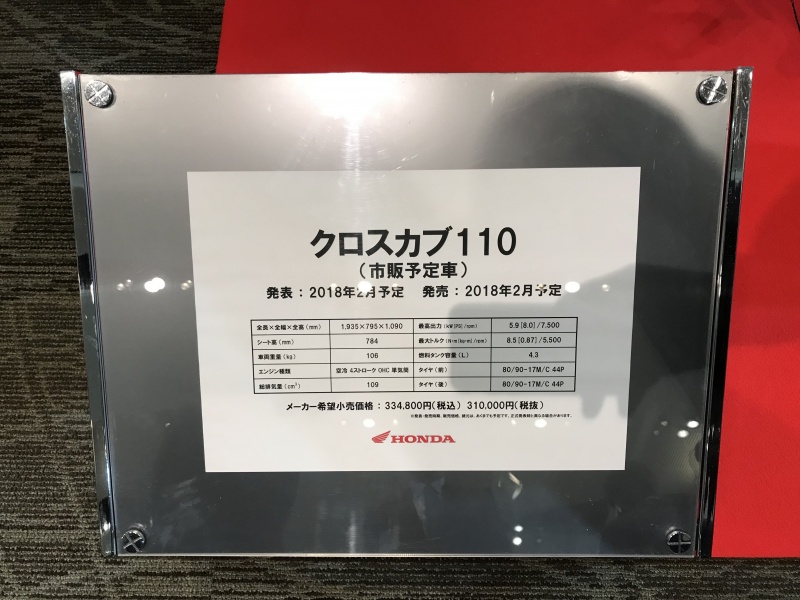 クロスカブ110
(市販予定車)
発表：2018年2月予定 発売：2018年2月予定
全長×全幅×全高(mm) 1,935×795×1,090 最高出力 (kW[PS]/rpm) 5.9[8.0]/7,500
シート高(mm) 784 最大トルク(N・m[kg・m]/rpm) 8.5[0.87]/5,500
車両重量(kg) 106 燃料タンク容量(L) 4.3
エンジン種類 空冷 4ストローク OHC 単気筒 タイヤ(前) 80/90-17M/C 44P
総排気量(cm³) 109 タイヤ(後) 80/90-17M/C 44P
メーカー希望小売価格：334,800円(税込) 310,000円(税抜)
HONDA